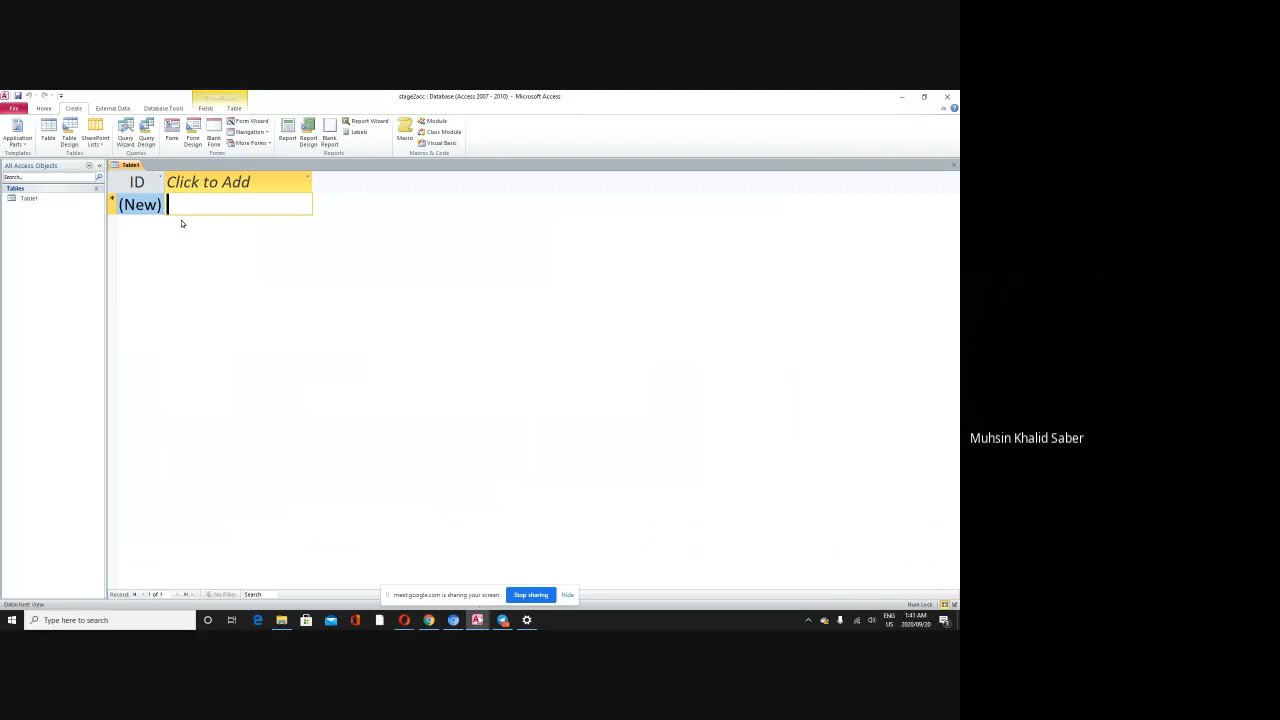 stage2acc : Database (Access 2007 - 2010) - Microsoft Access
File Home Create External Data Database Tools Fields Table
Application Parts
Table
Table Design
SharePoint Lists
Query Wizard
Query Design
Form
Form Design
Blank Form
Form Wizard
Navigation
More Forms
Report
Report Design
Blank Report
Report Wizard
Labels
Macro
Module
Class Module
Visual Basic
Templates Tables Queries Forms Reports Macros & Code
All Access Objects
Search...
Tables
Table1
Table1
ID Click to Add
(New)
Muhsin Khalid Saber
Record: 1 of 1 No Filter Search
meet.google.com is sharing your screen. Stop sharing Hide
Datasheet View Num Lock
Type here to search
ENG
US
1:41 AM
2020/09/20